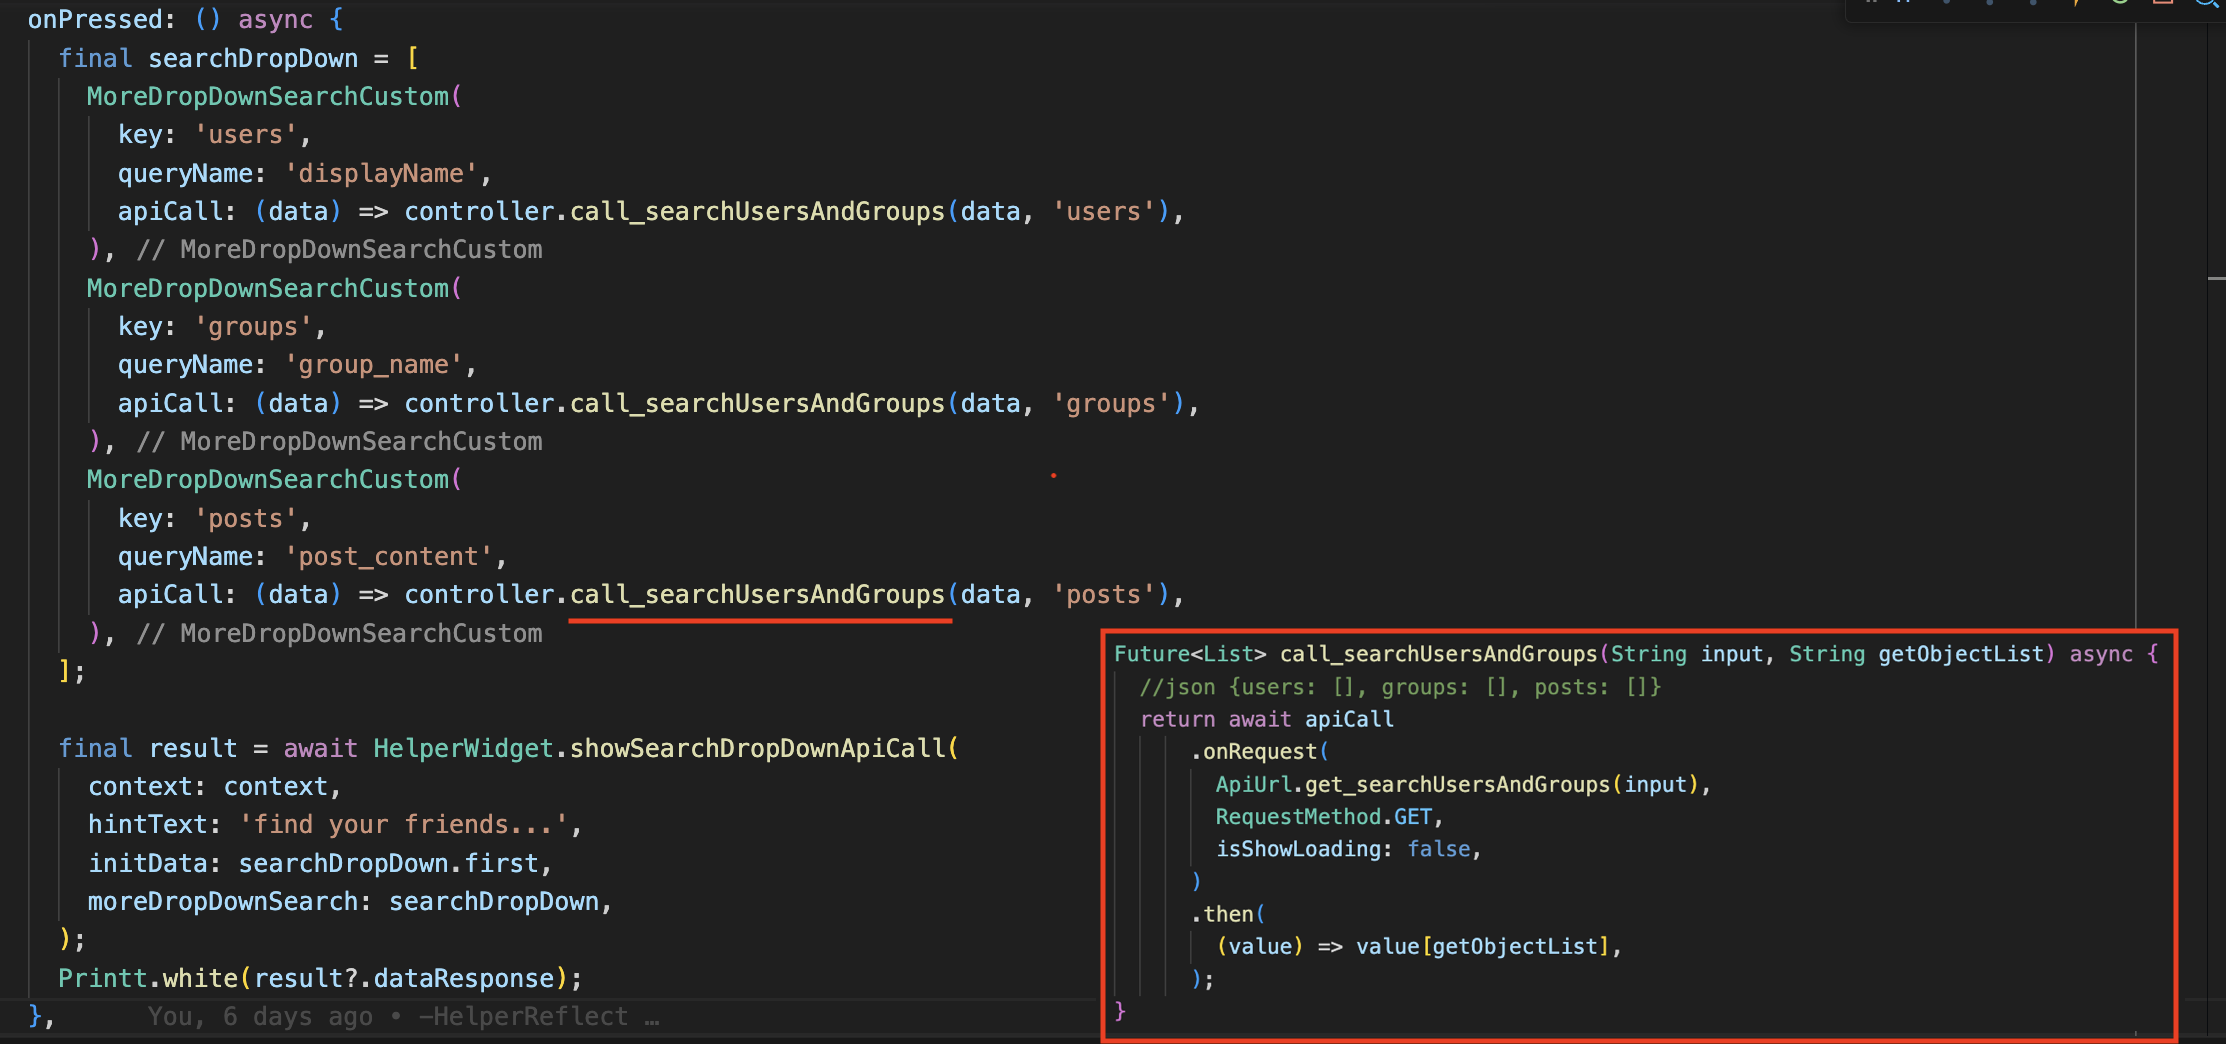 onPressed: () async {
final searchDropDown = [
MoreDropDownSearchCustom(
key: 'users',
queryName: 'displayName',
apiCall: (data) => controller.call_searchUsersAndGroups(data, 'users'),
), // MoreDropDownSearchCustom
MoreDropDownSearchCustom(
key: 'groups',
queryName: 'group_name',
apiCall: (data) => controller.call_searchUsersAndGroups(data, 'groups'),
), // MoreDropDownSearchCustom
MoreDropDownSearchCustom(
key: 'posts',
queryName: 'post_content',
apiCall: (data) => controller.call_searchUsersAndGroups(data, 'posts'),
), // MoreDropDownSearchCustom
];
final result = await HelperWidget.showSearchDropDownApiCall(
context: context,
hintText: 'find your friends...',
initData: searchDropDown.first,
moreDropDownSearch: searchDropDown,
);
Printt.white(result?.dataResponse);
}, You, 6 days ago • —HelperReflect …
Future<List> call_searchUsersAndGroups(String input, String getObjectList) async {
//json {users: [], groups: [], posts: []}
return await apiCall
.onRequest(
ApiUrl.get_searchUsersAndGroups(input),
RequestMethod.GET,
isShowLoading: false,
)
.then(
(value) => value[getObjectList],
);
}